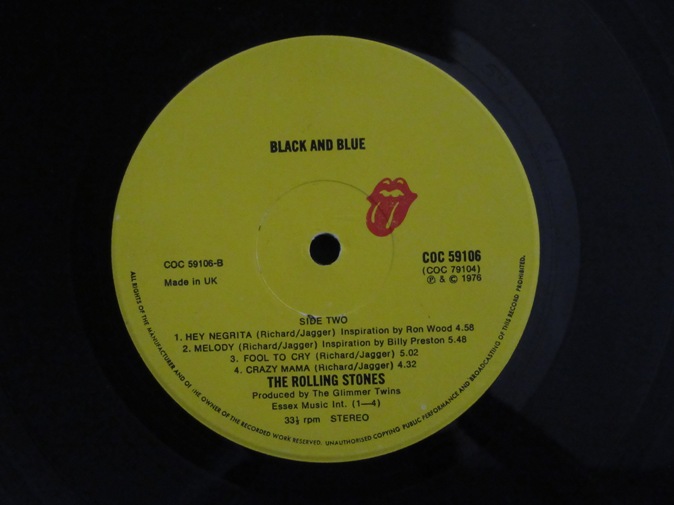 BLACK AND BLUE
COC 59106-B
Made in UK
COC 59106
(COC 79104)
Ⓟ & © 1976
SIDE TWO
1. HEY NEGRITA (Richard/Jagger) Inspiration by Ron Wood 4.58
2. MELODY (Richard/Jagger) Inspiration by Billy Preston 5.48
3. FOOL TO CRY (Richard/Jagger) 5.02
4. CRAZY MAMA (Richard/Jagger) 4.32
THE ROLLING STONES
Produced by The Glimmer Twins
Essex Music Int. (1—4)
33⅓ rpm STEREO
ALL RIGHTS OF THE MANUFACTURER AND OF THE OWNER OF THE RECORDED WORK RESERVED. UNAUTHORISED COPYING PUBLIC PERFORMANCE AND BROADCASTING OF THIS RECORD PROHIBITED.